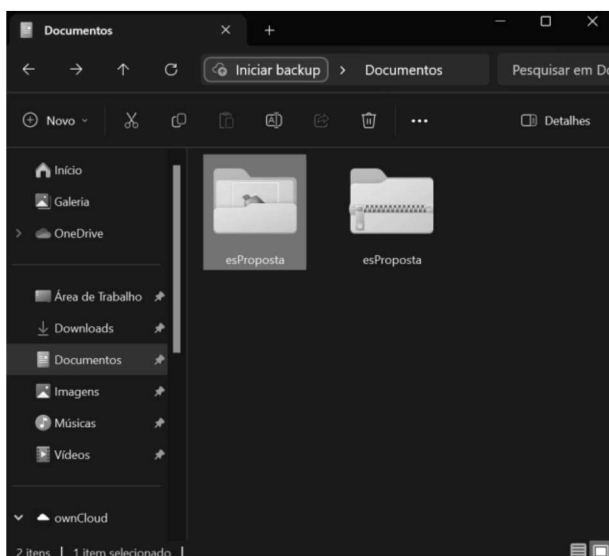 Documentos
Iniciar backup > Documentos
Pesquisar em Do
Novo
Detalhes
Início
Galeria
OneDrive
Área de Trabalho
Downloads
Documentos
Imagens
Músicas
Vídeos
ownCloud
esProposta
esProposta
2 itens | 1 item selecionado |